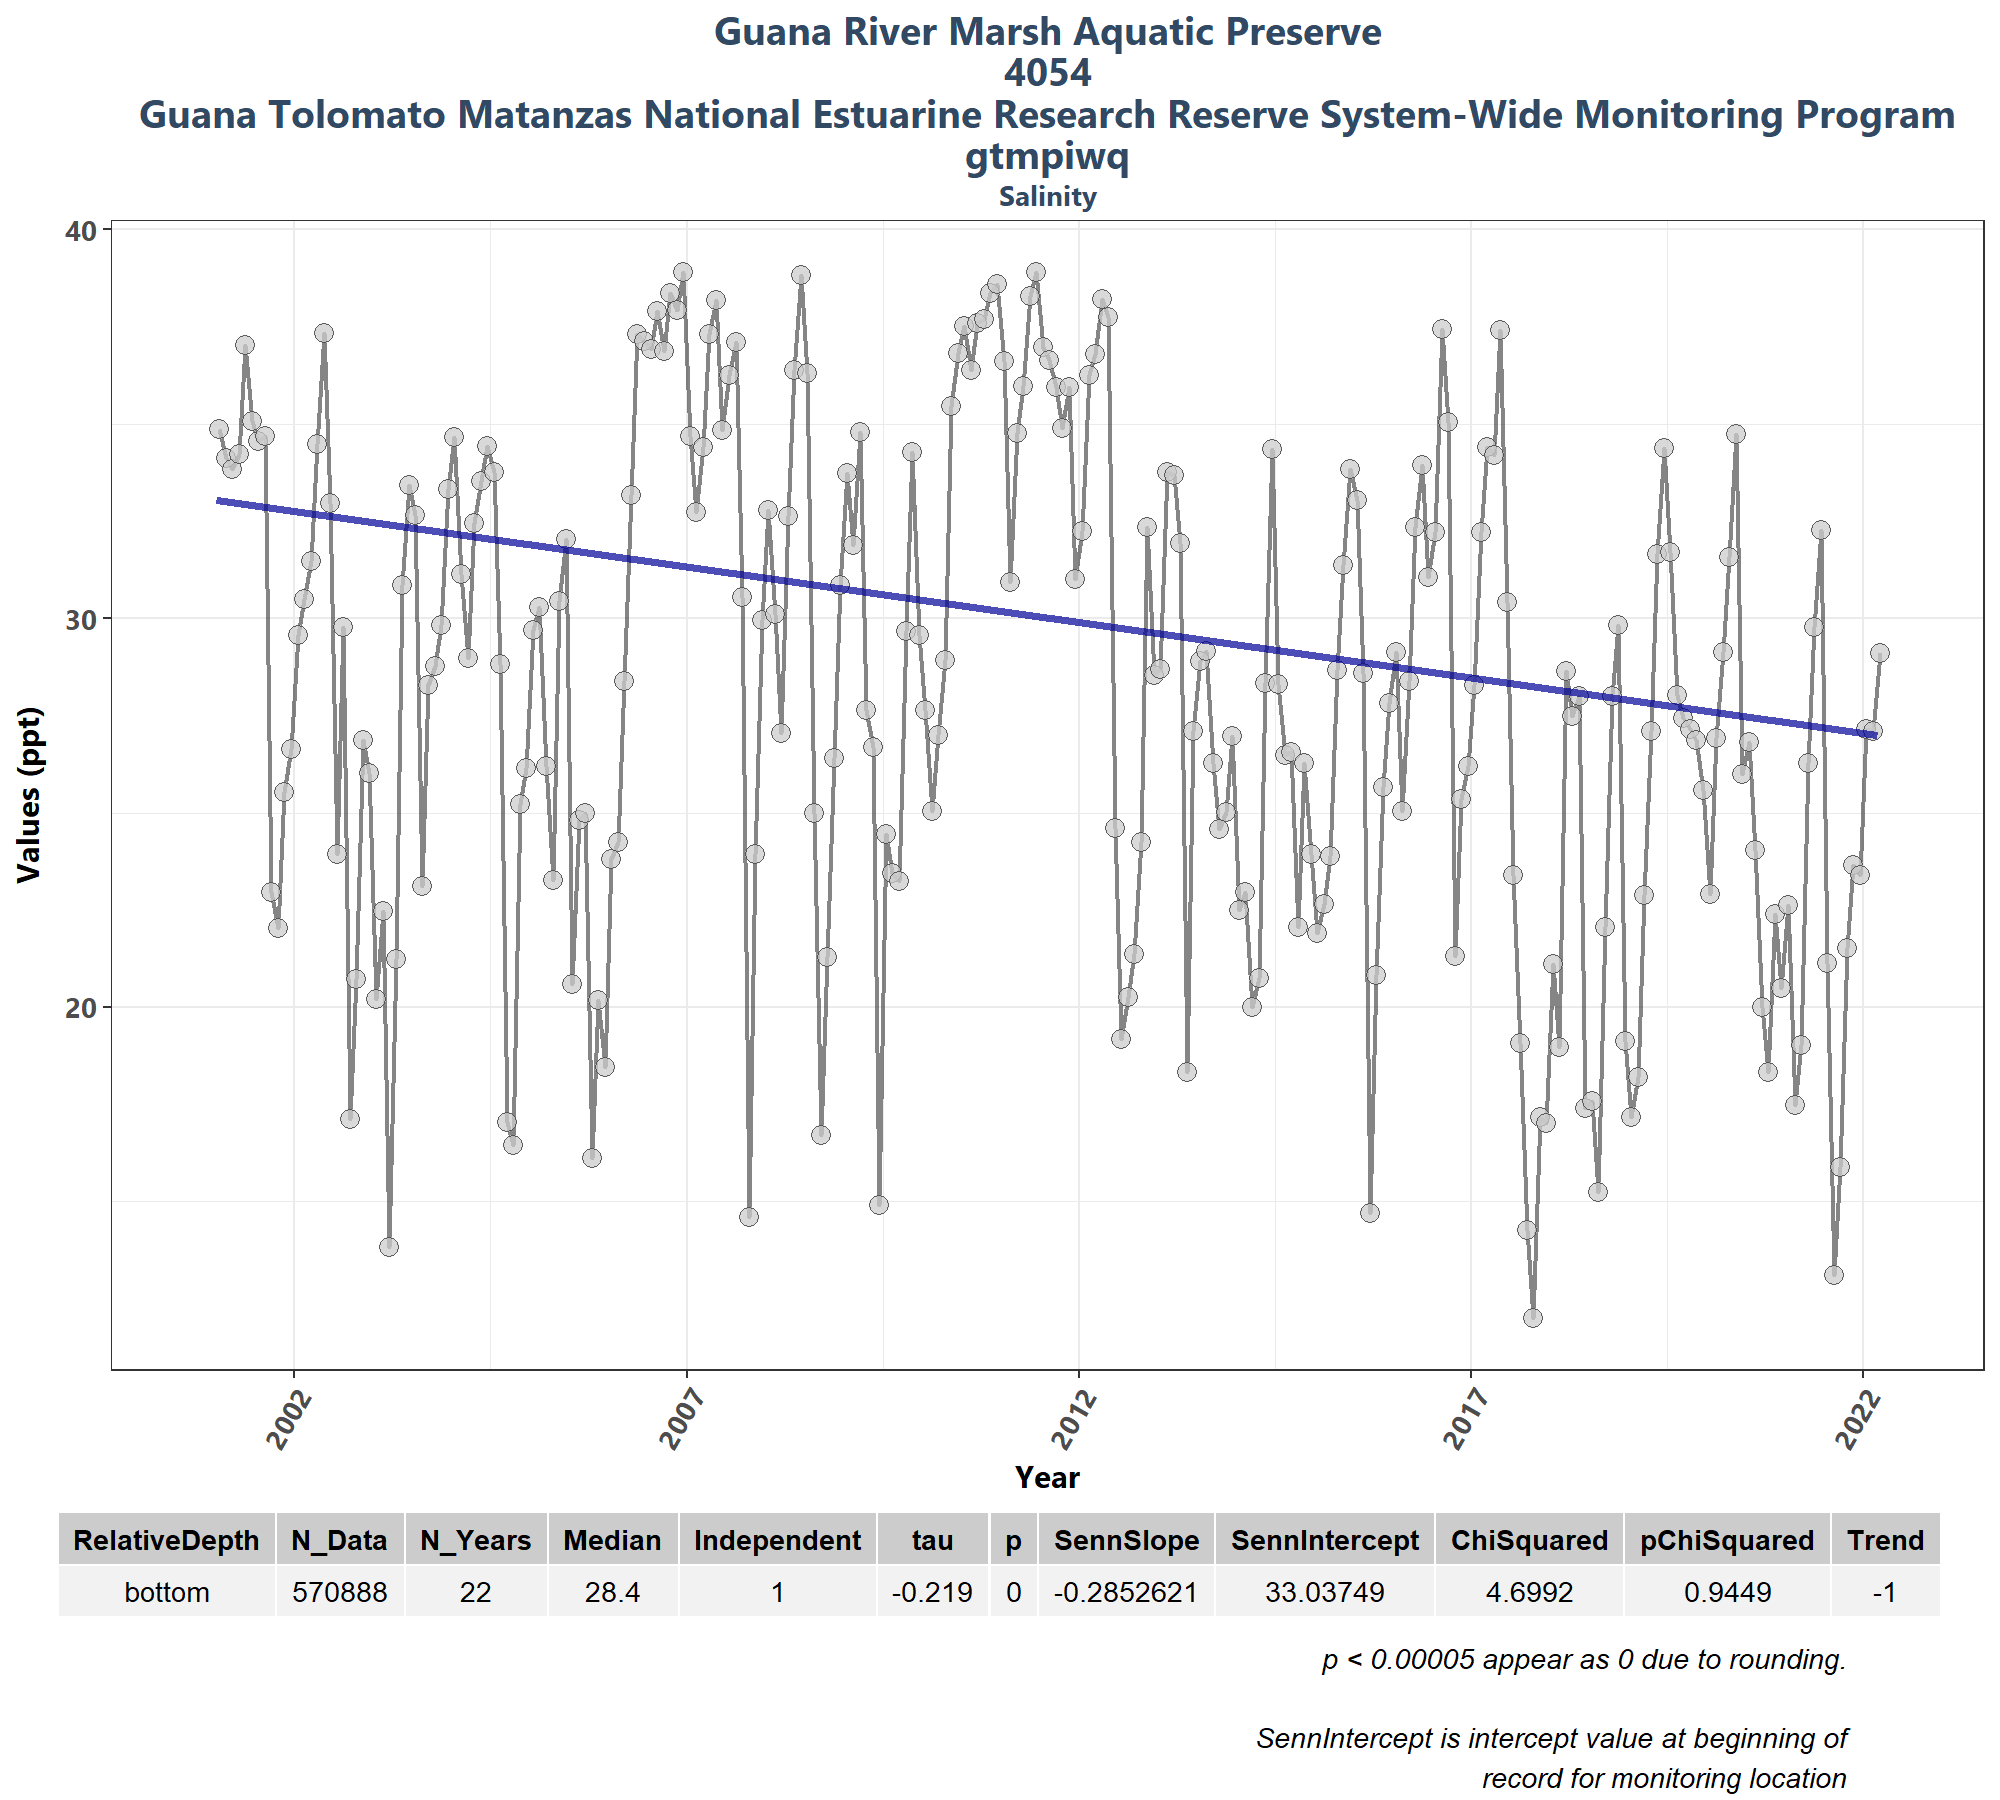 Guana River Marsh Aquatic Preserve
4054
Guana Tolomato Matanzas National Estuarine Research Reserve System-Wide Monitoring Program
gtmpiwq
Salinity
40
30
20
Values (ppt)
2002 2007 2012 2017 2022
Year
RelativeDepth N_Data N_Years Median Independent tau p SennSlope SennIntercept ChiSquared pChiSquared Trend
bottom 570888 22 28.4 1 -0.219 0 -0.2852621 33.03749 4.6992 0.9449 -1
p < 0.00005 appear as 0 due to rounding.
SennIntercept is intercept value at beginning of
record for monitoring location